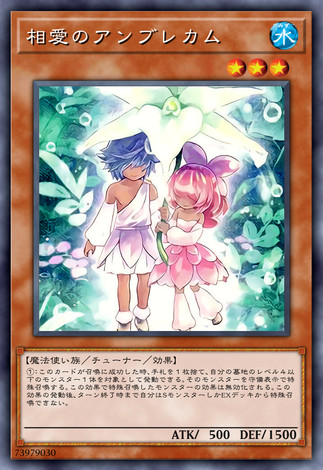 相愛のアンブレカム
水
【魔法使い族／チューナー／効果】
①：このカードが召喚に成功した時、手札を１枚捨て、自分の墓地のレベル４以
下のモンスター１体を対象として発動できる。そのモンスターを守備表示で特
殊召喚する。この効果で特殊召喚したモンスターの効果は無効化される。この
効果の発動後、ターン終了時まで自分はSモンスターしかEXデッキから特殊
召喚できない。
ATK/ 500 DEF/1500
73979030